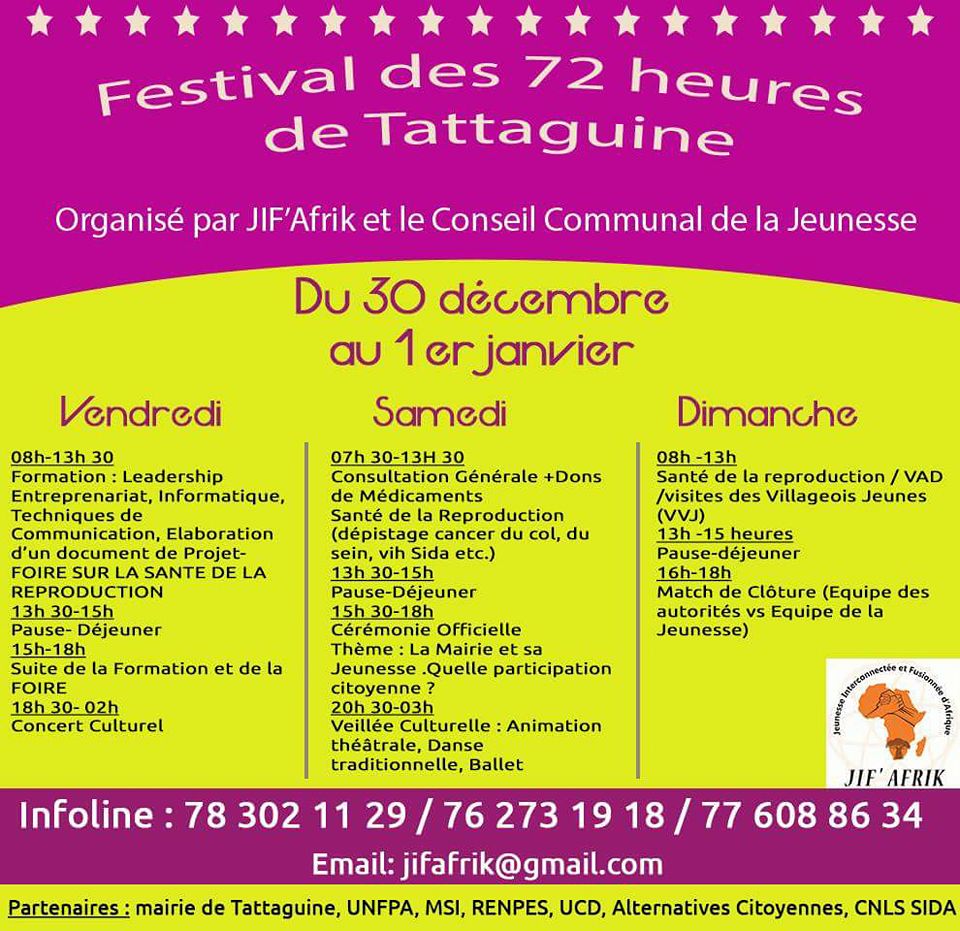 Festival des 72 heures
de Tattaguine
Organisé par JIF'Afrik et le Conseil Communal de la Jeunesse
Du 30 décembre
au 1er janvier
Vendredi
08h-13h 30
Formation : Leadership
Entreprenariat, Informatique,
Techniques de
Communication, Elaboration
d'un document de Projet-
FOIRE SUR LA SANTE DE LA
REPRODUCTION
13h 30-15h
Pause- Déjeuner
15h-18h
Suite de la Formation et de la
FOIRE
18h 30- 02h
Concert Culturel
Samedi
07h 30-13H 30
Consultation Générale +Dons
de Médicaments
Santé de la Reproduction
(dépistage cancer du col, du
sein, vih Sida etc.)
13h 30-15h
Pause-Déjeuner
15h 30-18h
Cérémonie Officielle
Thème : La Mairie et sa
Jeunesse .Quelle participation
citoyenne ?
20h 30-03h
Veillée Culturelle : Animation
théâtrale, Danse
traditionnelle, Ballet
Dimanche
08h -13h
Santé de la reproduction / VAD
/visites des Villageois Jeunes
(VVJ)
13h -15 heures
Pause-déjeuner
16h-18h
Match de Clôture (Equipe des
autorités vs Equipe de la
Jeunesse)
Jeunesse Interconnectée et Fusionnée d'Afrique
JIF' AFRIK
Infoline : 78 302 11 29 / 76 273 19 18 / 77 608 86 34
Email: jifafrik@gmail.com
Partenaires : mairie de Tattaguine, UNFPA, MSI, RENPES, UCD, Alternatives Citoyennes, CNLS SIDA